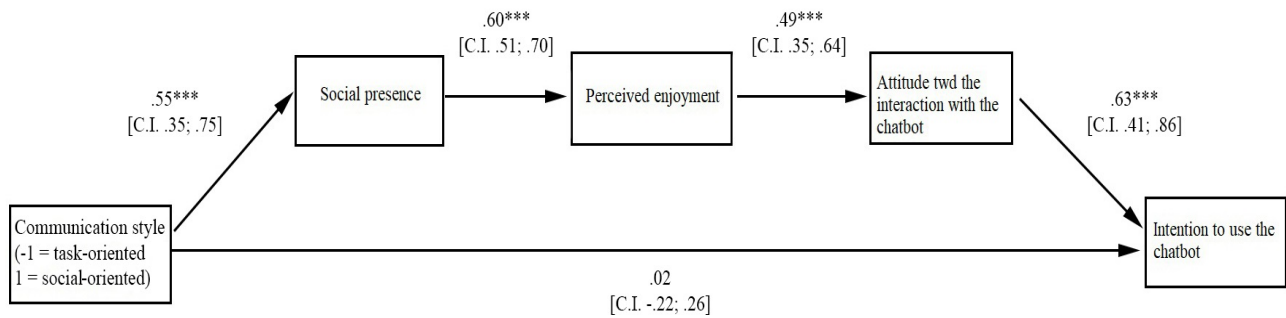 .60***
[C.I. .51; .70]
.49***
[C.I. .35; .64]
.55***
[C.I. .35; .75]
Social presence
Perceived enjoyment
Attitude twd the
interaction with the
chatbot
.63***
[C.I. .41; .86]
Communication style
(-1 = task-oriented
1 = social-oriented)
Intention to use the
chatbot
.02
[C.I. -.22; .26]